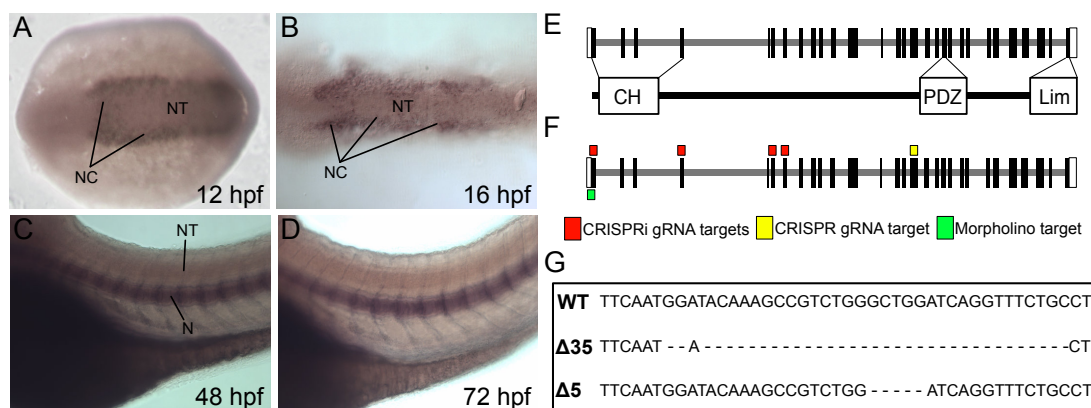 A
NT
NC
12 hpf
B
NT
NC
16 hpf
C
NT
N
48 hpf
D
72 hpf
E
CH
PDZ
Lim
F
CRISPRi gRNA targets
CRISPR gRNA target
Morpholino target
G
WT TTCAATGGATACAAAGCCGTCTGGGCTGGATCAGGTTTCTGCCT
Δ35 TTCAAT - - A - - - - - - - - - - - - - - - - - - - - - - - - - - - - - - - - -CT
Δ5 TTCAATGGATACAAAGCCGTCTGG - - - - - ATCAGGTTTCTGCCT